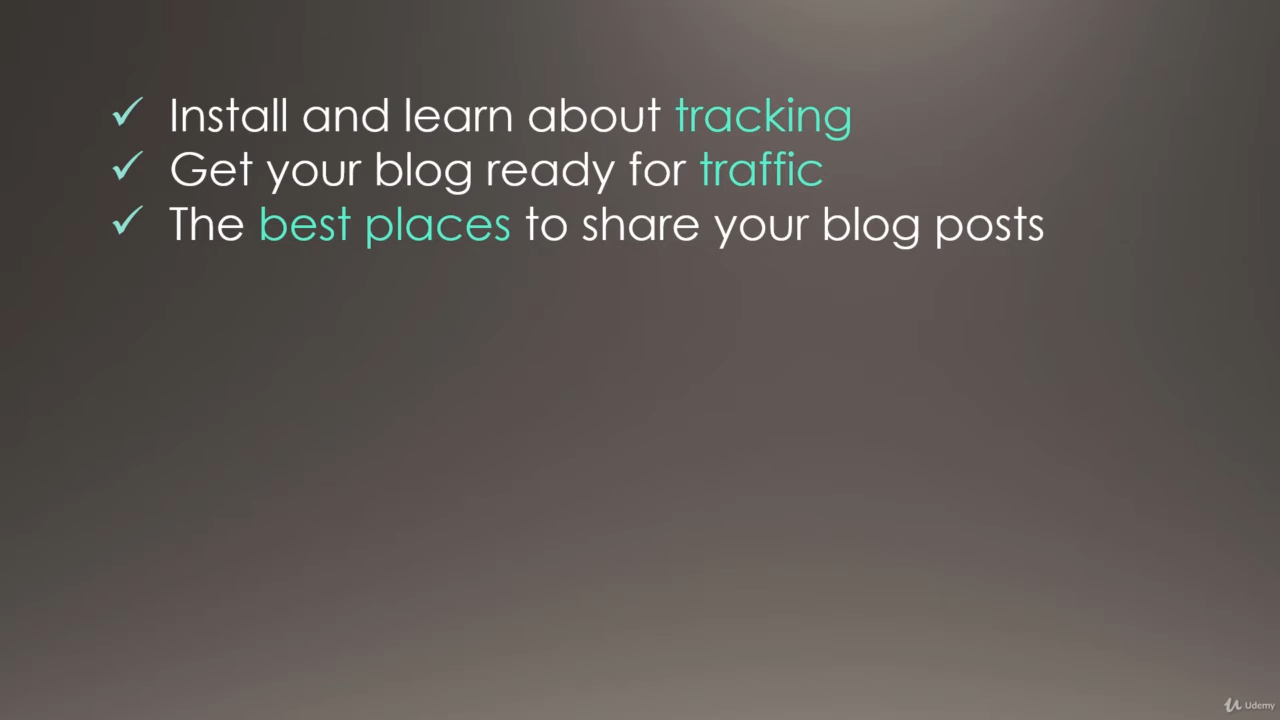 ✓ Install and learn about tracking
✓ Get your blog ready for traffic
✓ The best places to share your blog posts
Udemy